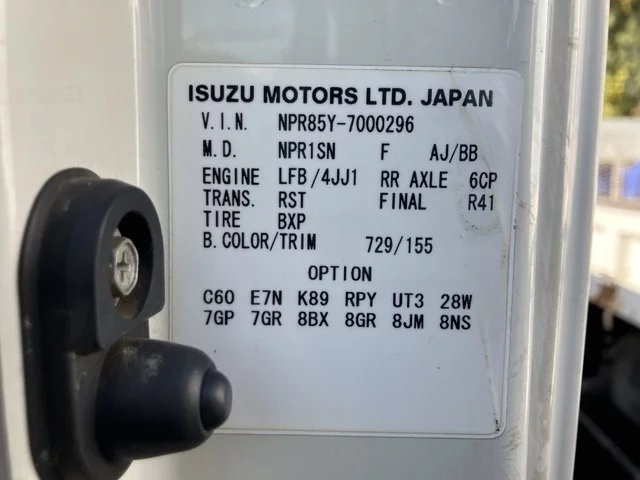 ISUZU MOTORS LTD. JAPAN
V.I.N. NPR85Y-7000296
M.D. NPR1SN F AJ/BB
ENGINE LFB/4JJ1 RR AXLE 6CP
TRANS. RST FINAL R41
TIRE BXP
B.COLOR/TRIM 729/155
OPTION
C60 E7N K89 RPY UT3 28W
7GP 7GR 8BX 8GR 8JM 8NS